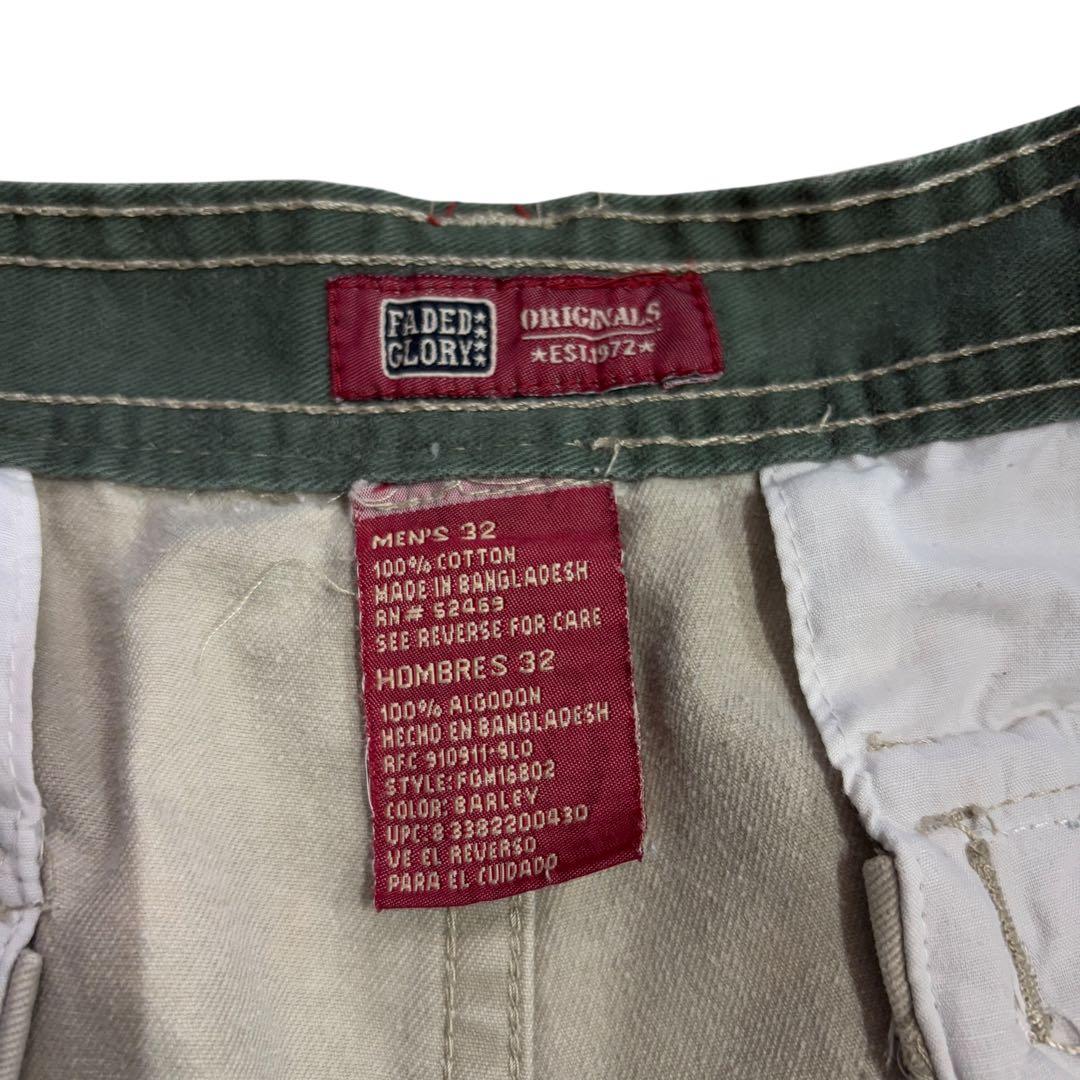 FADED
GLORY
ORIGINALS
★EST.1972★
MEN'S 32
100% COTTON
MADE IN BANGLADESH
RN# 52469
SEE REVERSE FOR CARE
HOMBRES 32
100% ALGODON
HECHO EN BANGLADESH
RFC 910911-9L0
STYLE: FGM16802
COLOR: BARLEY
UPC: 8 3382200430
VE EL REVERSO
PARA EL CUIDADO